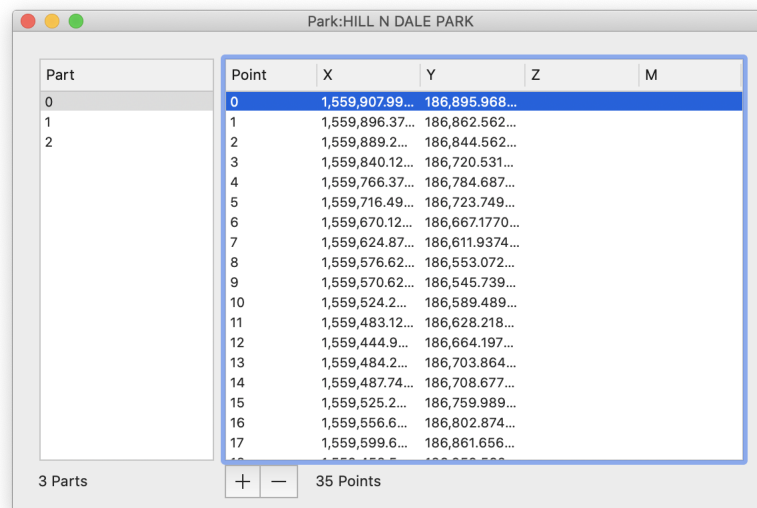 Park:HILL N DALE PARK
Part Point X Y Z M
0 0 1,559,907.99... 186,895.968...
1 1 1,559,896.37... 186,862.562...
2 2 1,559,889.2... 186,844.562...
3 1,559,840.12... 186,720.531...
4 1,559,766.37... 186,784.687...
5 1,559,716.49... 186,723.749...
6 1,559,670.12... 186,667.1770...
7 1,559,624.87... 186,611.9374...
8 1,559,576.62... 186,553.072...
9 1,559,570.62... 186,545.739...
10 1,559,524.2... 186,589.489...
11 1,559,483.12... 186,628.218...
12 1,559,444.9... 186,664.197...
13 1,559,484.2... 186,703.864...
14 1,559,487.74... 186,708.677...
15 1,559,525.2... 186,759.989...
16 1,559,556.6... 186,802.874...
17 1,559,599.6... 186,861.656...
3 Parts + − 35 Points